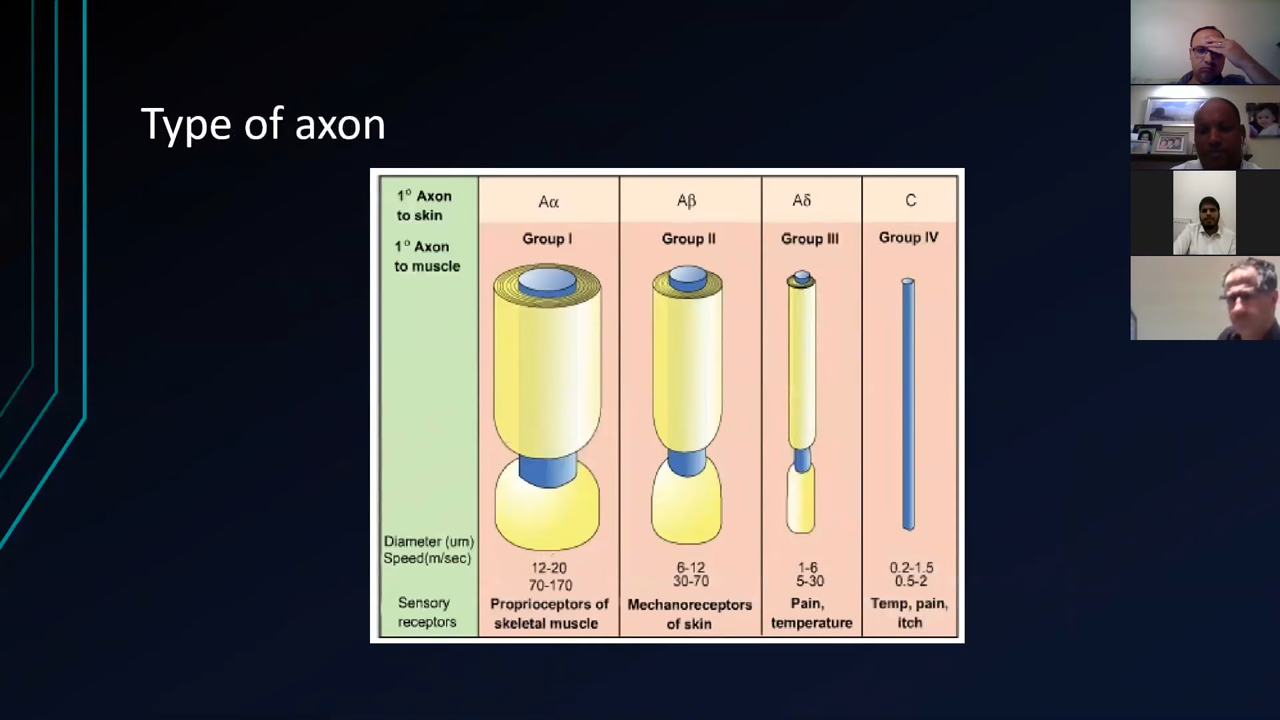 Type of axon
1° Axon
to skin
Aα
Aβ
Aδ
C
1° Axon
to muscle
Group I
Group II
Group III
Group IV
Diameter (um)
Speed(m/sec)
12-20
70-170
6-12
30-70
1-6
5-30
0.2-1.5
0.5-2
Sensory
receptors
Proprioceptors of
skeletal muscle
Mechanoreceptors
of skin
Pain,
temperature
Temp, pain,
itch